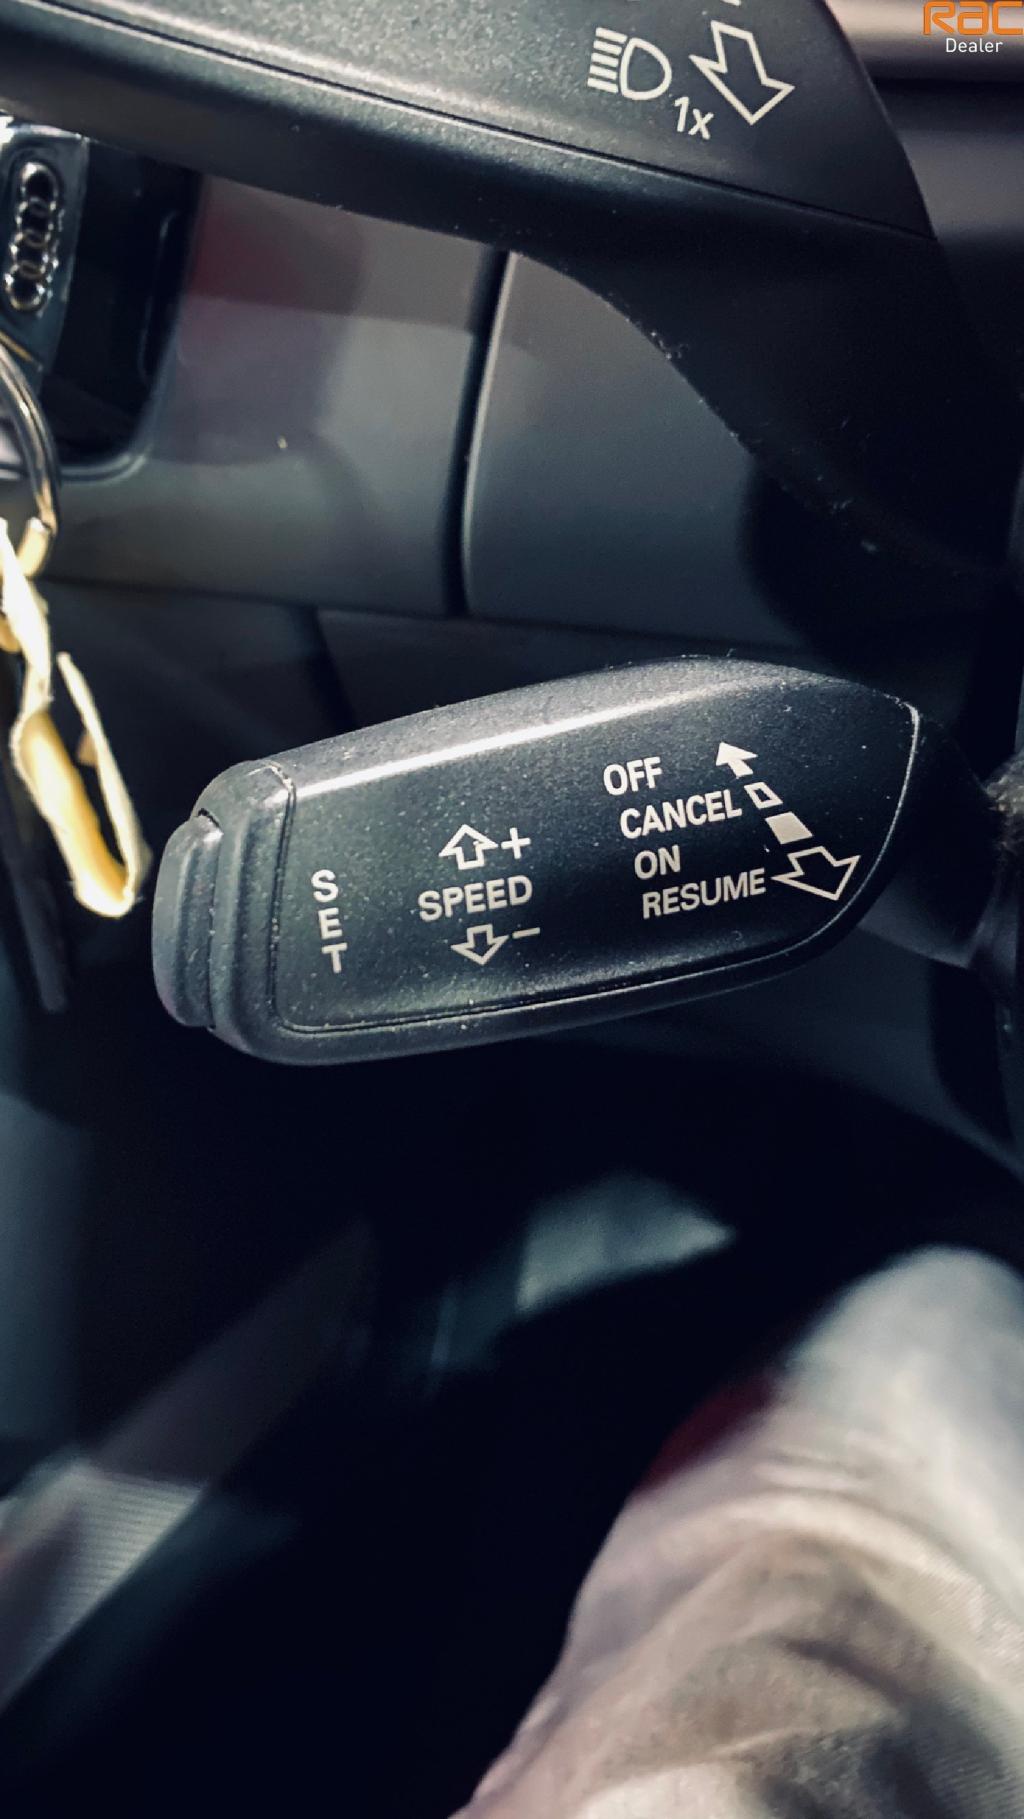 RAC
Dealer
1x
OFF
CANCEL
ON
RESUME
+
SPEED
−
SET